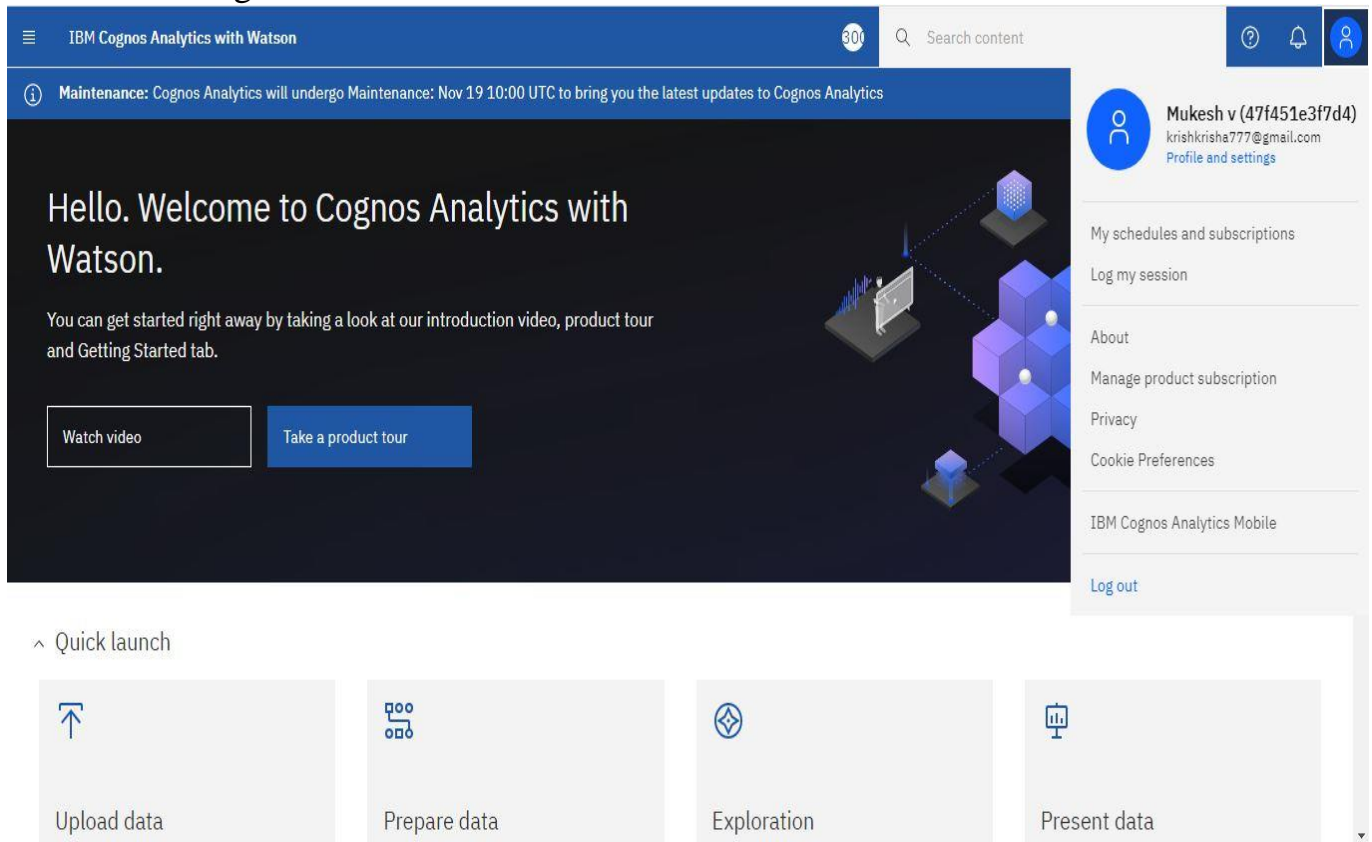 IBM Cognos Analytics with Watson
300
Search content
Maintenance: Cognos Analytics will undergo Maintenance: Nov 19 10:00 UTC to bring you the latest updates to Cognos Analytics
Mukesh v (47f451e3f7d4)
krishkrisha777@gmail.com
Profile and settings
My schedules and subscriptions
Log my session
About
Manage product subscription
Privacy
Cookie Preferences
IBM Cognos Analytics Mobile
Log out
Hello. Welcome to Cognos Analytics with
Watson.
You can get started right away by taking a look at our introduction video, product tour
and Getting Started tab.
Watch video
Take a product tour
Quick launch
Upload data
Prepare data
Exploration
Present data